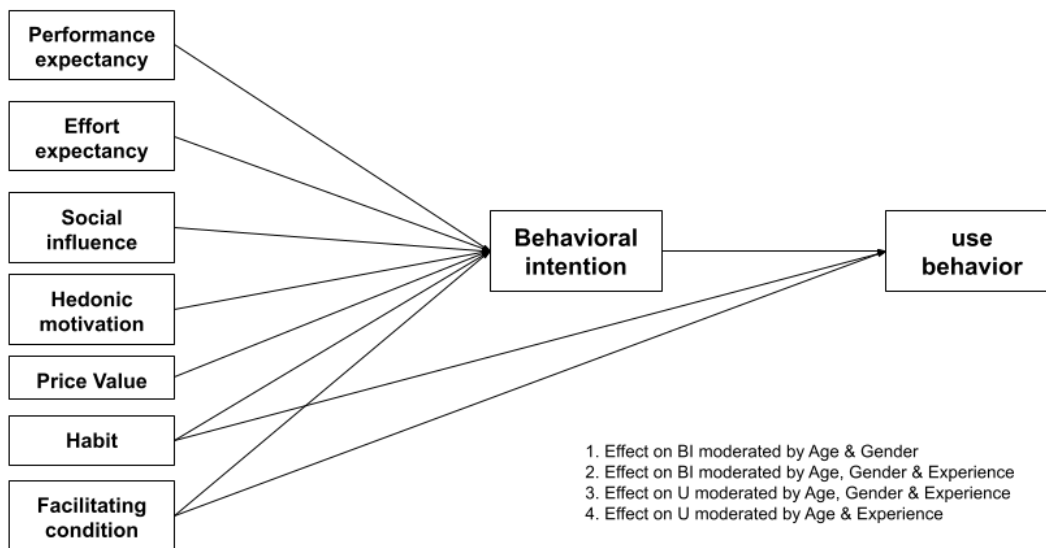 Performance
expectancy
Effort
expectancy
Social
influence
Hedonic
motivation
Price Value
Habit
Facilitating
condition
Behavioral
intention
use
behavior
1. Effect on BI moderated by Age & Gender
2. Effect on BI moderated by Age, Gender & Experience
3. Effect on U moderated by Age, Gender & Experience
4. Effect on U moderated by Age & Experience